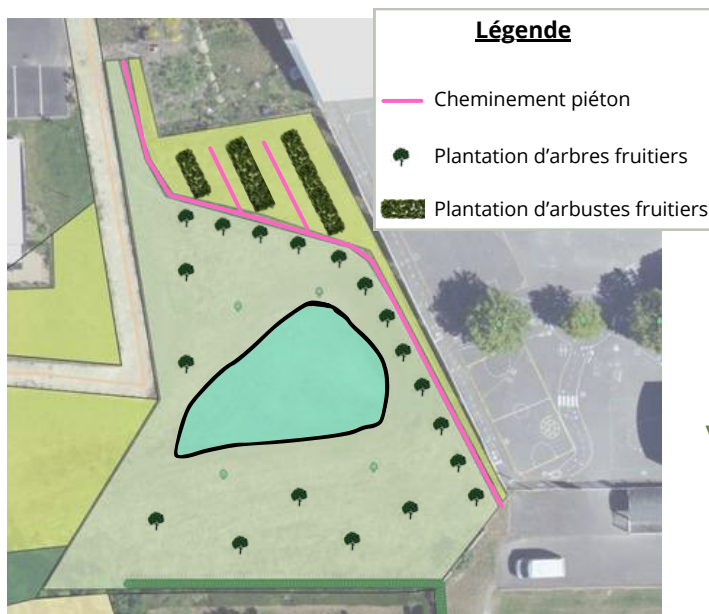 Légende
Cheminement piéton
Plantation d'arbres fruitiers
Plantation d'arbustes fruitiers